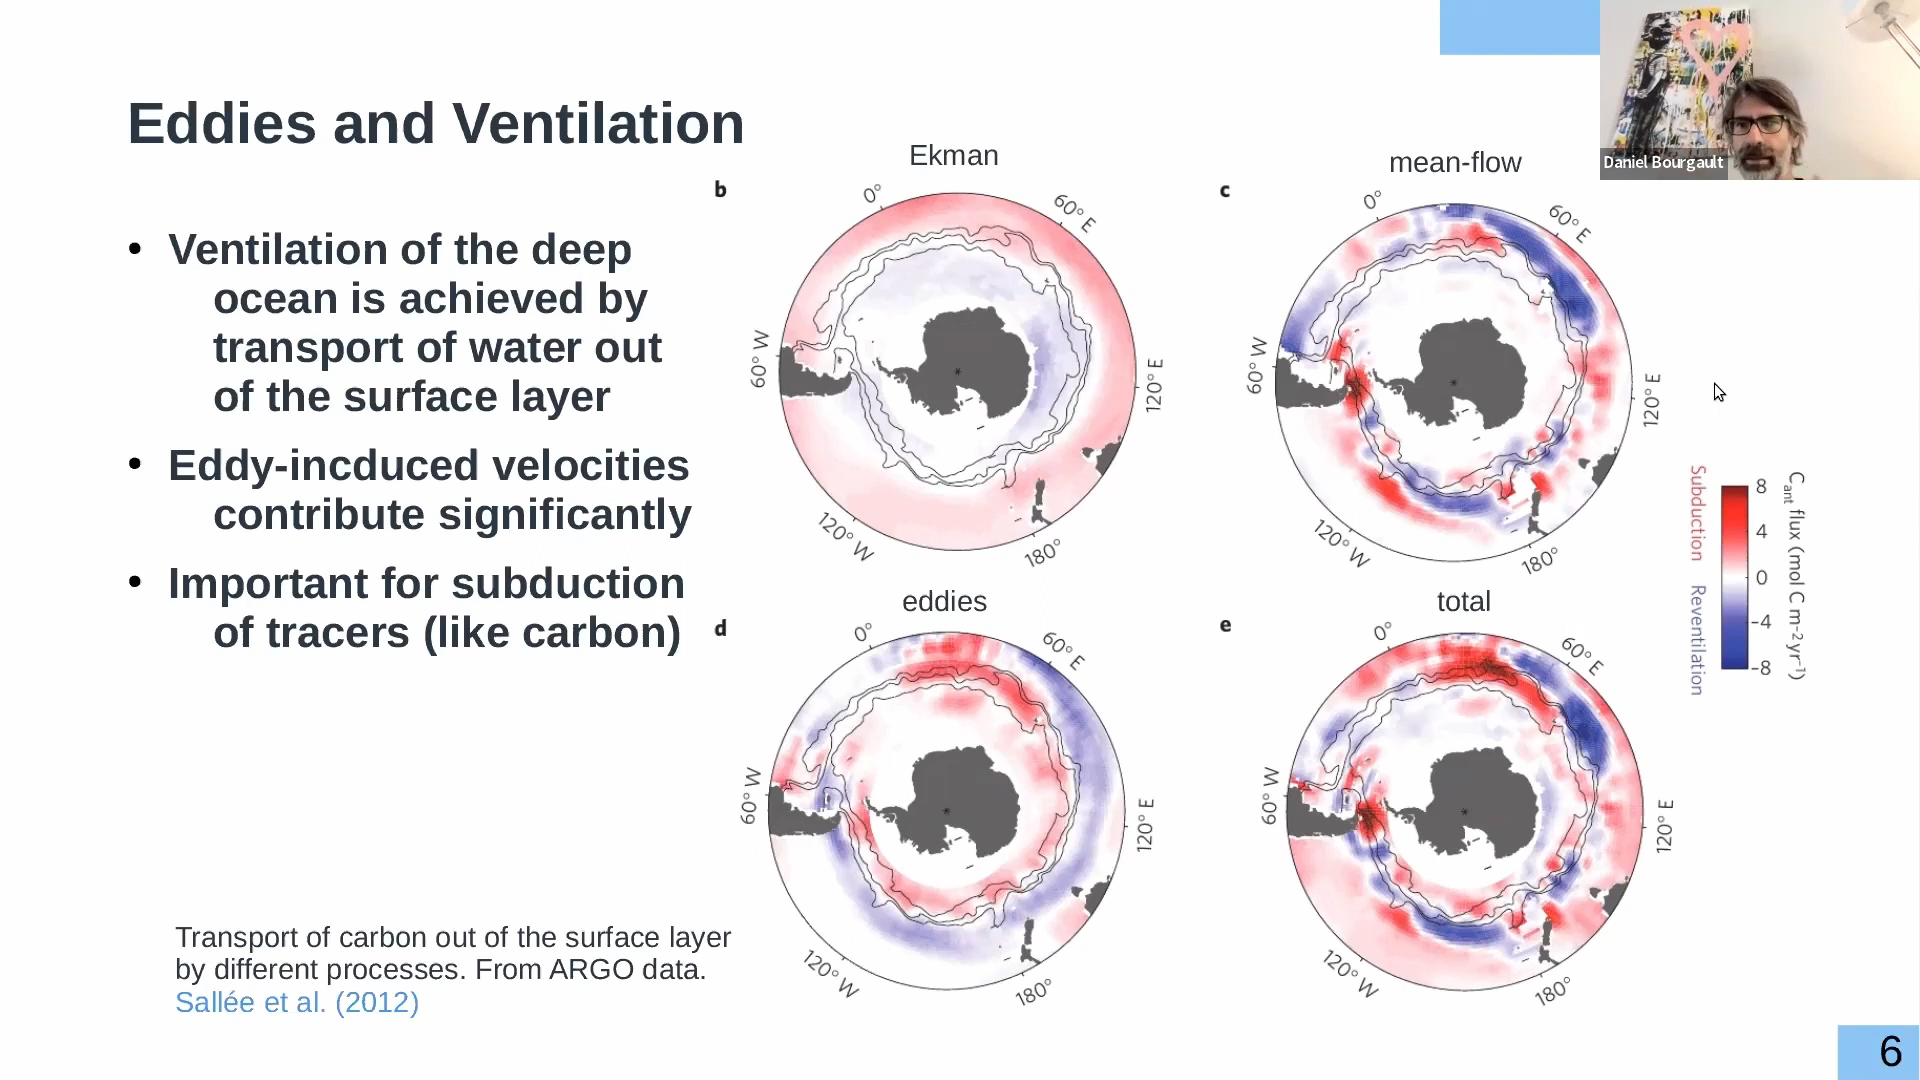 Eddies and Ventilation
Daniel Bourgault
• Ventilation of the deep
ocean is achieved by
transport of water out
of the surface layer
• Eddy-incduced velocities
contribute significantly
• Important for subduction
of tracers (like carbon)
Transport of carbon out of the surface layer
by different processes. From ARGO data.
Sallée et al. (2012)
Ekman
b
0°
60° E
120° E
180°
120° W
60° W
mean-flow
c
0°
60° E
120° E
180°
120° W
60° W
eddies
d
0°
60° E
120° E
180°
120° W
60° W
total
e
0°
60° E
120° E
180°
120° W
60° W
Subduction
Reventilation
8
4
0
-4
-8
Cant flux (mol C m−2 yr−1)
6